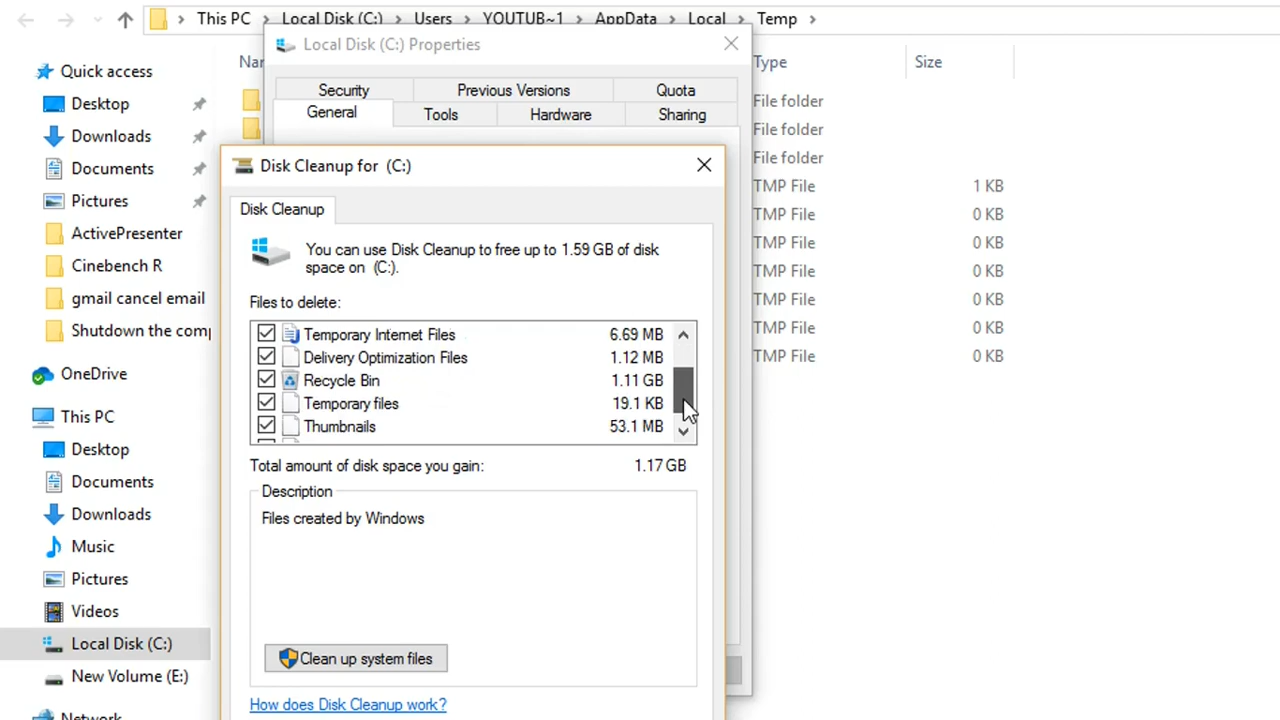 This PC > Local Disk (C:) > Users > YOUTUB~1 > AppData > Local > Temp >
Local Disk (C:) Properties
Security Previous Versions Quota
General Tools Hardware Sharing
Quick access
Desktop
Downloads
Documents
Pictures
ActivePresenter
Cinebench R
gmail cancel email
Shutdown the comp
OneDrive
This PC
Desktop
Documents
Downloads
Music
Pictures
Videos
Local Disk (C:)
New Volume (E:)
Network
Nar
Type Size
File folder
File folder
File folder
TMP File 1 KB
TMP File 0 KB
TMP File 0 KB
TMP File 0 KB
TMP File 0 KB
TMP File 0 KB
TMP File 0 KB
Disk Cleanup for (C:)
Disk Cleanup
You can use Disk Cleanup to free up to 1.59 GB of disk
space on (C:).
Files to delete:
Temporary Internet Files 6.69 MB
Delivery Optimization Files 1.12 MB
Recycle Bin 1.11 GB
Temporary files 19.1 KB
Thumbnails 53.1 MB
Total amount of disk space you gain: 1.17 GB
Description
Files created by Windows
Clean up system files
How does Disk Cleanup work?